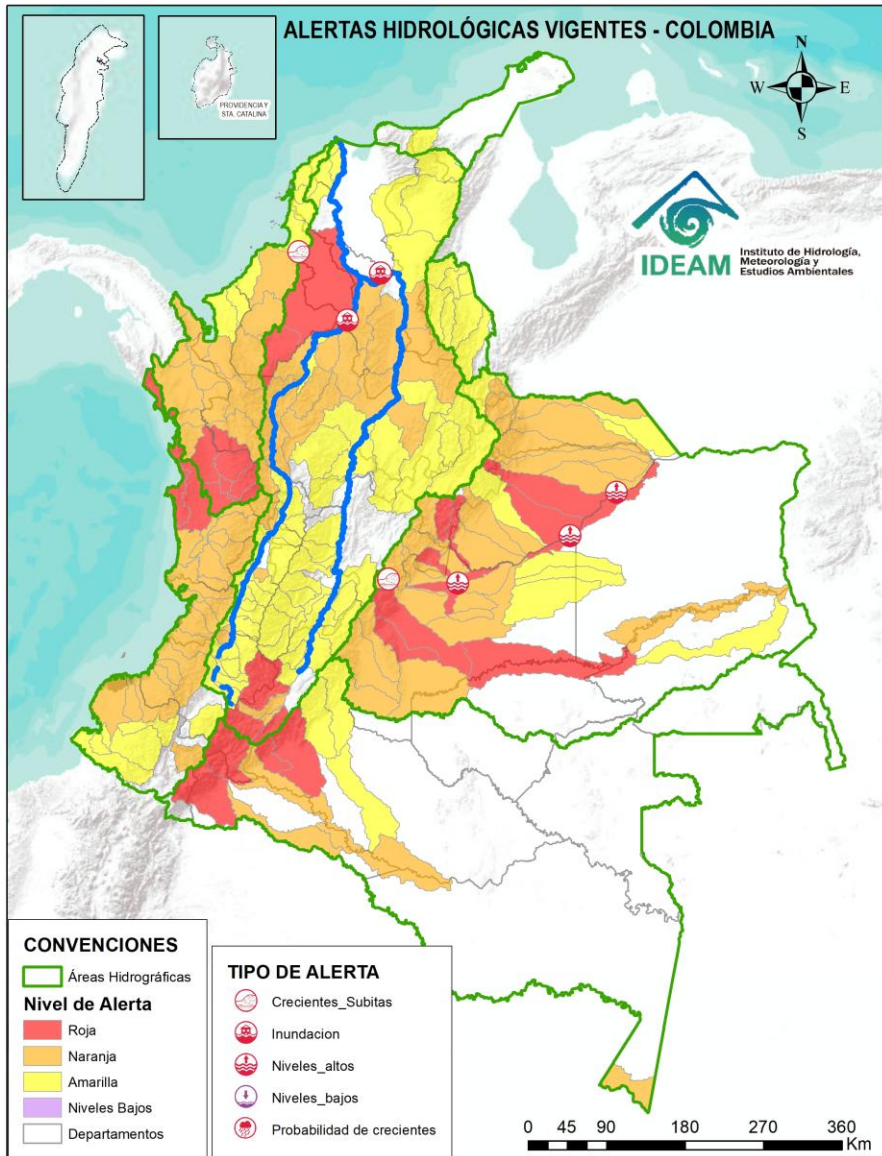 ALERTAS HIDROLÓGICAS VIGENTES - COLOMBIA
PROVIDENCIA Y
STA. CATALINA
N
W
E
S
IDEAM
Instituto de Hidrología,
Meteorología y
Estudios Ambientales
CONVENCIONES
Áreas Hidrográficas
Nivel de Alerta
Roja
Naranja
Amarilla
Niveles Bajos
Departamentos
TIPO DE ALERTA
Crecientes_Subitas
Inundacion
Niveles_altos
Niveles_bajos
Probabilidad de crecientes
0 45 90 180 270 360
Km